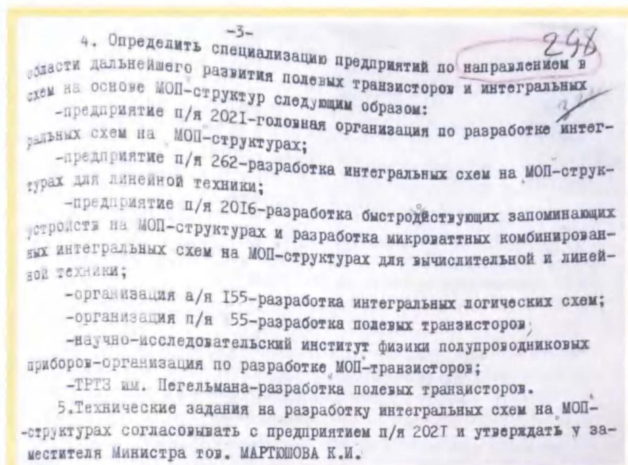 -3-
298
4. Определить специализацию предприятий по направлением в
области дальнейшего развития полевых транзисторов и интегральных
схем на основе МОП-структур следующим образом:
-предприятие п/я 2021-головная организация по разработке интег-
ральных схем на МОП-структурах;
-предприятие п/я 262-разработка интегральных схем на МОП-струк-
турах для линейной техники;
-предприятие п/я 2016-разработка быстродйствующих запоминающих
устройств на МОП-структурах и разработка микроваттных комбинирован-
ных интегральных схем на МОП-структурах для вычислительной и линей-
ной техники;
-организация а/я 155-разработка интегральных логических схем;
-организация п/я 55-разработка полевых транзисторов;
-научно-исследовательский институт физики полупроводниковых
приборов-организация по разработке МОП-транзисторов;
-ТРТЗ им. Пегельмана-разработка полевых транзисторов.
5.Технические задания на разработку интегральных схем на МОП-
-структурах согласовывать с предприятием п/я 2021 и утверждать у за-
местителя Министра тов. МАРТЮШОВА К.И.